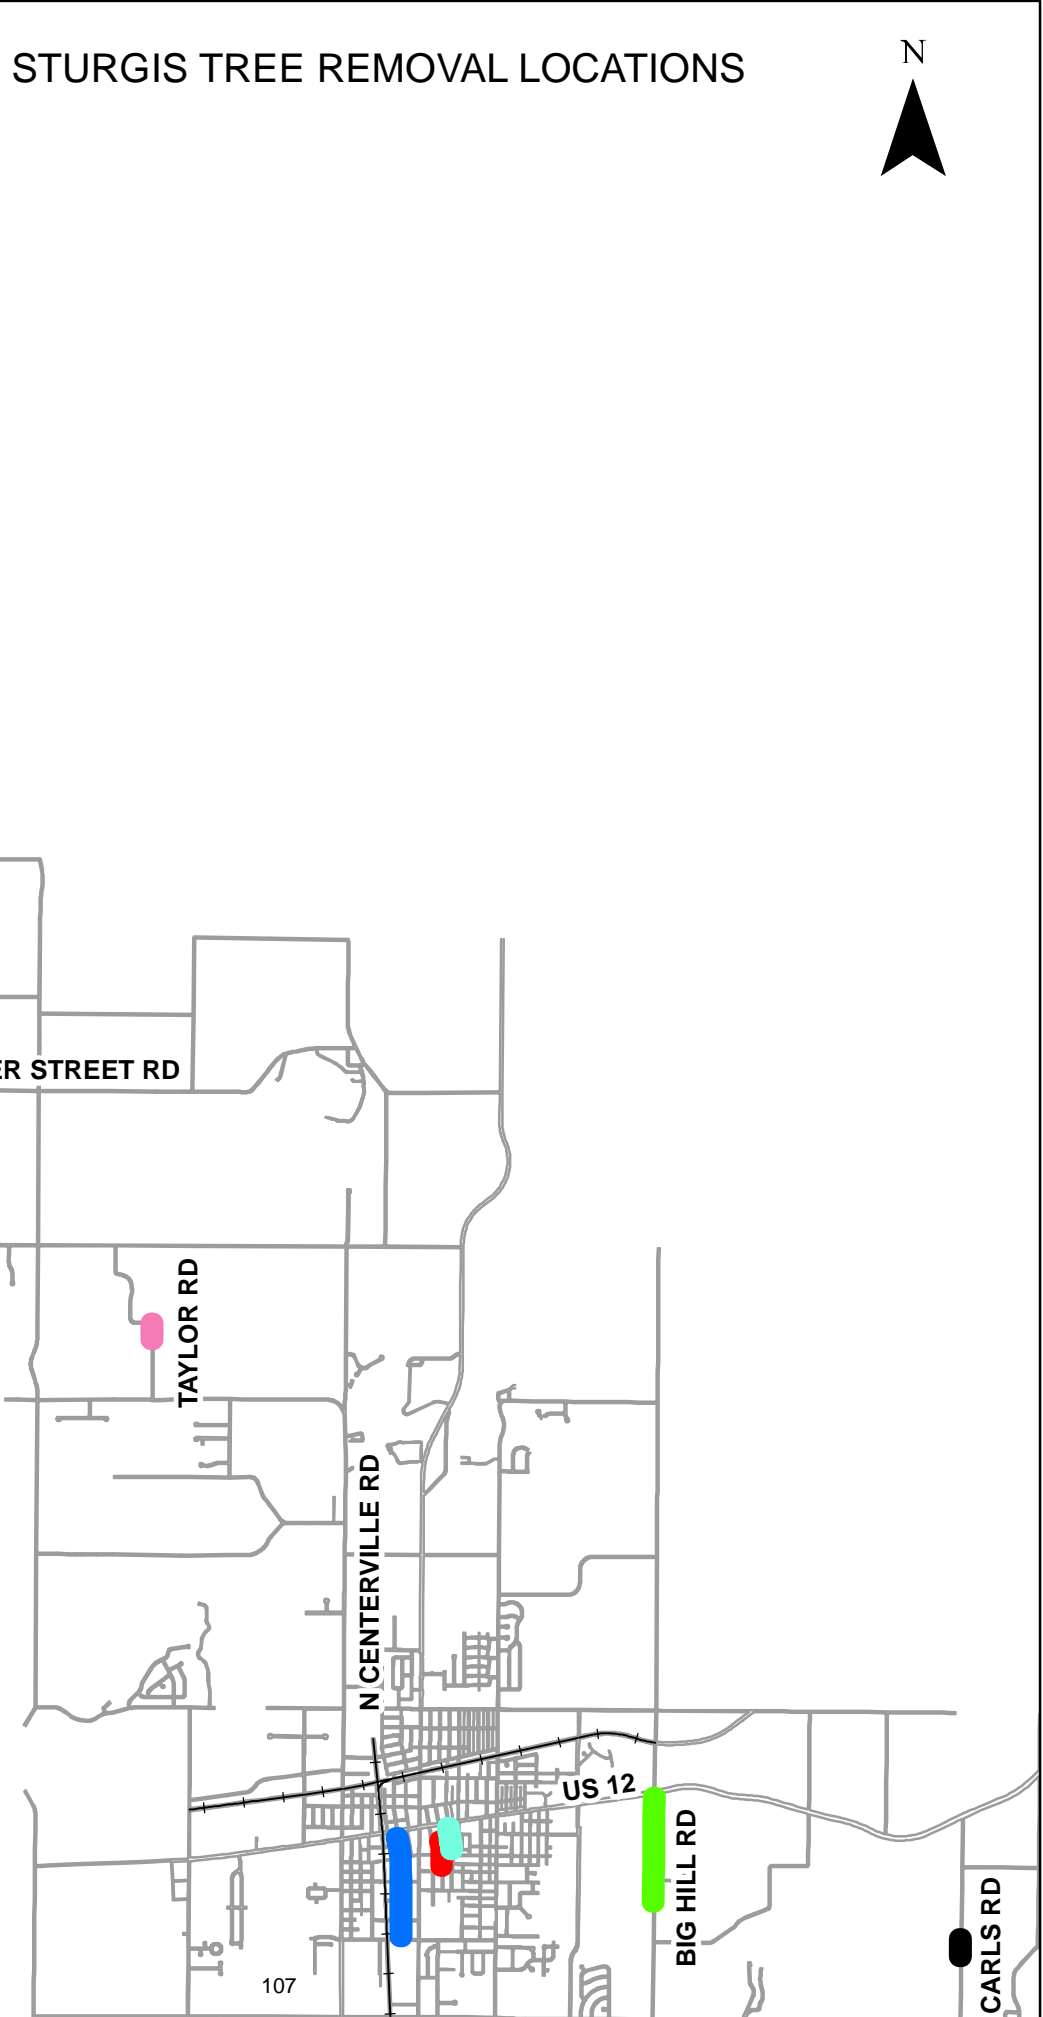 STURGIS TREE REMOVAL LOCATIONS
N
ER STREET RD
TAYLOR RD
N CENTERVILLE RD
US 12
BIG HILL RD
CARLS RD
107